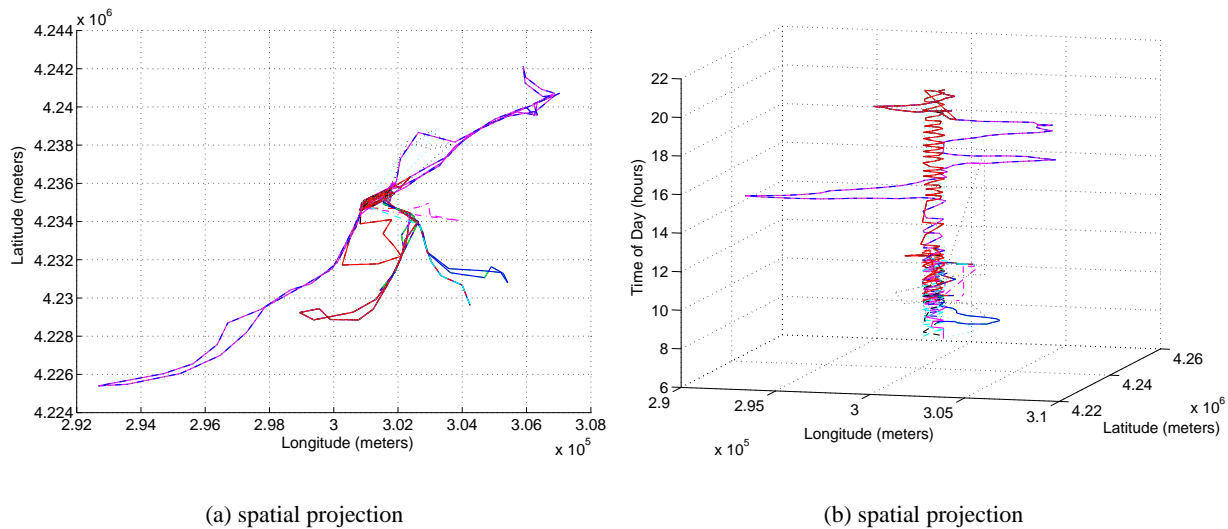 x 10^6
4.244
4.242
4.24
4.238
4.236
4.234
4.232
4.23
4.228
4.226
4.224
Latitude (meters)
2.92 2.94 2.96 2.98 3 3.02 3.04 3.06 3.08
Longitude (meters)
x 10^5
(a) spatial projection
22
20
18
16
14
12
10
8
6
Time of Day (hours)
2.9 2.95 3 3.05 3.1
x 10^5
Longitude (meters)
4.22 4.24 4.26
x 10^6
Latitude (meters)
(b) spatial projection